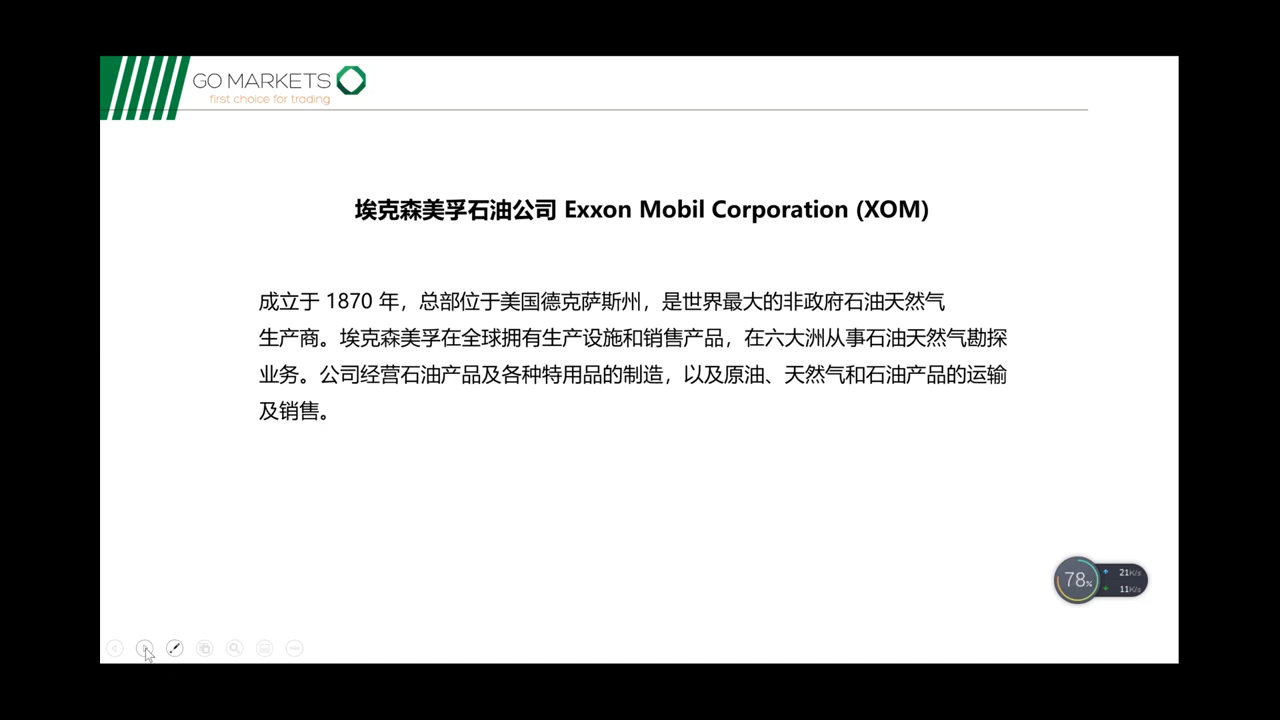 GO MARKETS
first choice for trading
埃克森美孚石油公司 Exxon Mobil Corporation (XOM)
成立于 1870 年，总部位于美国德克萨斯州，是世界最大的非政府石油天然气
生产商。埃克森美孚在全球拥有生产设施和销售产品，在六大洲从事石油天然气勘探
业务。公司经营石油产品及各种特用品的制造，以及原油、天然气和石油产品的运输
及销售。
78%
21K/s
11K/s